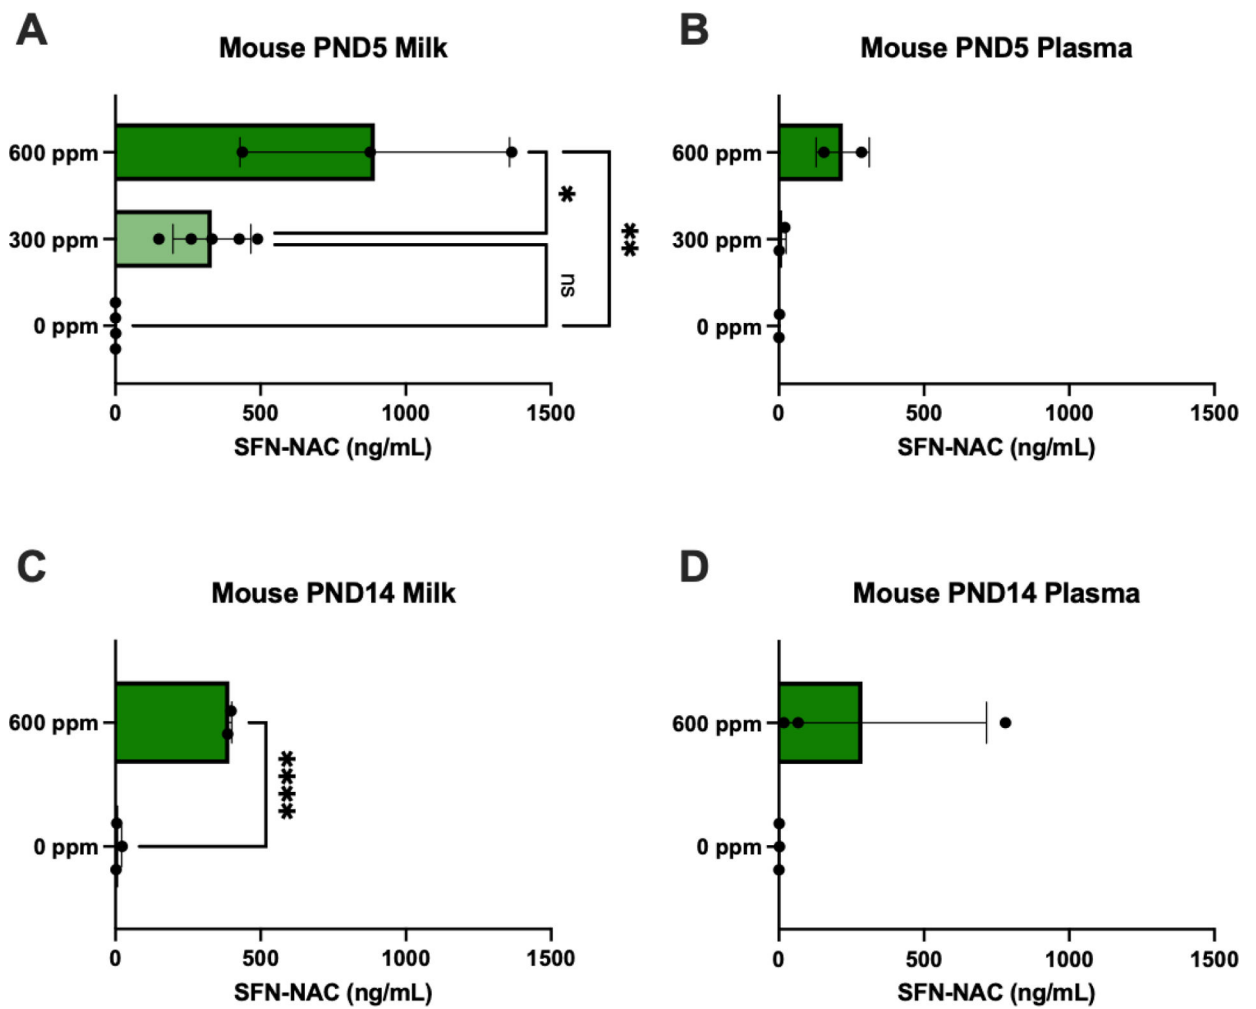 A
Mouse PND5 Milk
600 ppm
300 ppm
0 ppm
*
**
ns
0 500 1000 1500
SFN-NAC (ng/mL)
B
Mouse PND5 Plasma
600 ppm
300 ppm
0 ppm
0 500 1000 1500
SFN-NAC (ng/mL)
C
Mouse PND14 Milk
600 ppm
0 ppm
****
0 500 1000 1500
SFN-NAC (ng/mL)
D
Mouse PND14 Plasma
600 ppm
0 ppm
0 500 1000 1500
SFN-NAC (ng/mL)